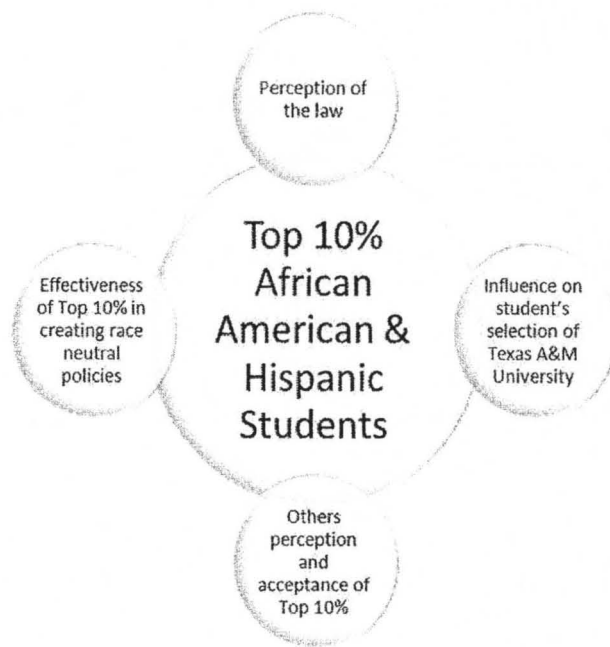 Perception of
the law
Top 10%
African
American &
Hispanic
Students
Effectiveness
of Top 10% in
creating race
neutral
policies
Influence on
student's
selection of
Texas A&M
University
Others
perception
and
acceptance of
Top 10%